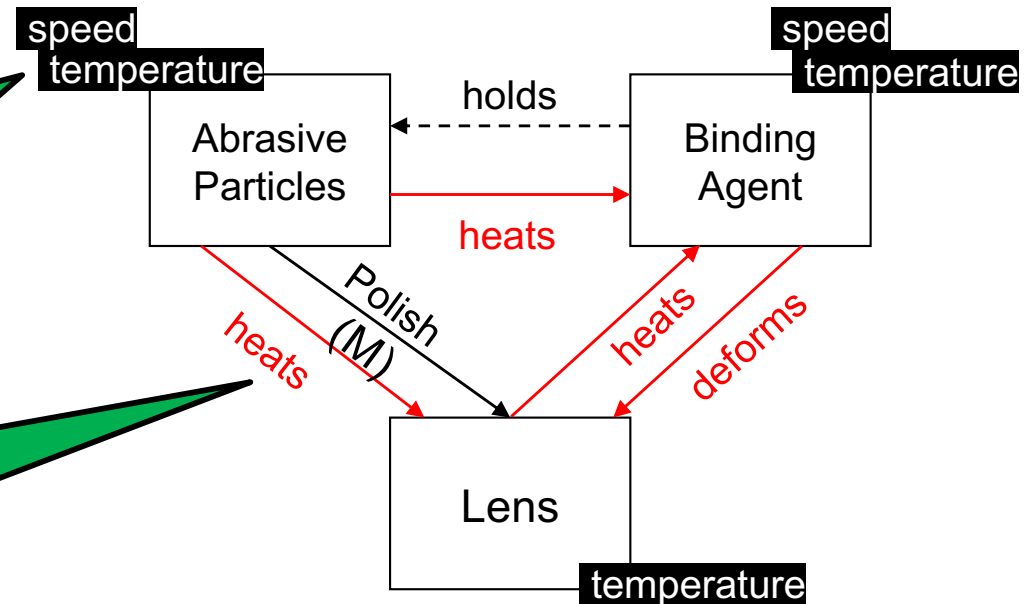 speed
temperature
speed
temperature
holds
Abrasive
Particles
Binding
Agent
heats
Polish
(M)
heats
heats
deforms
Lens
temperature